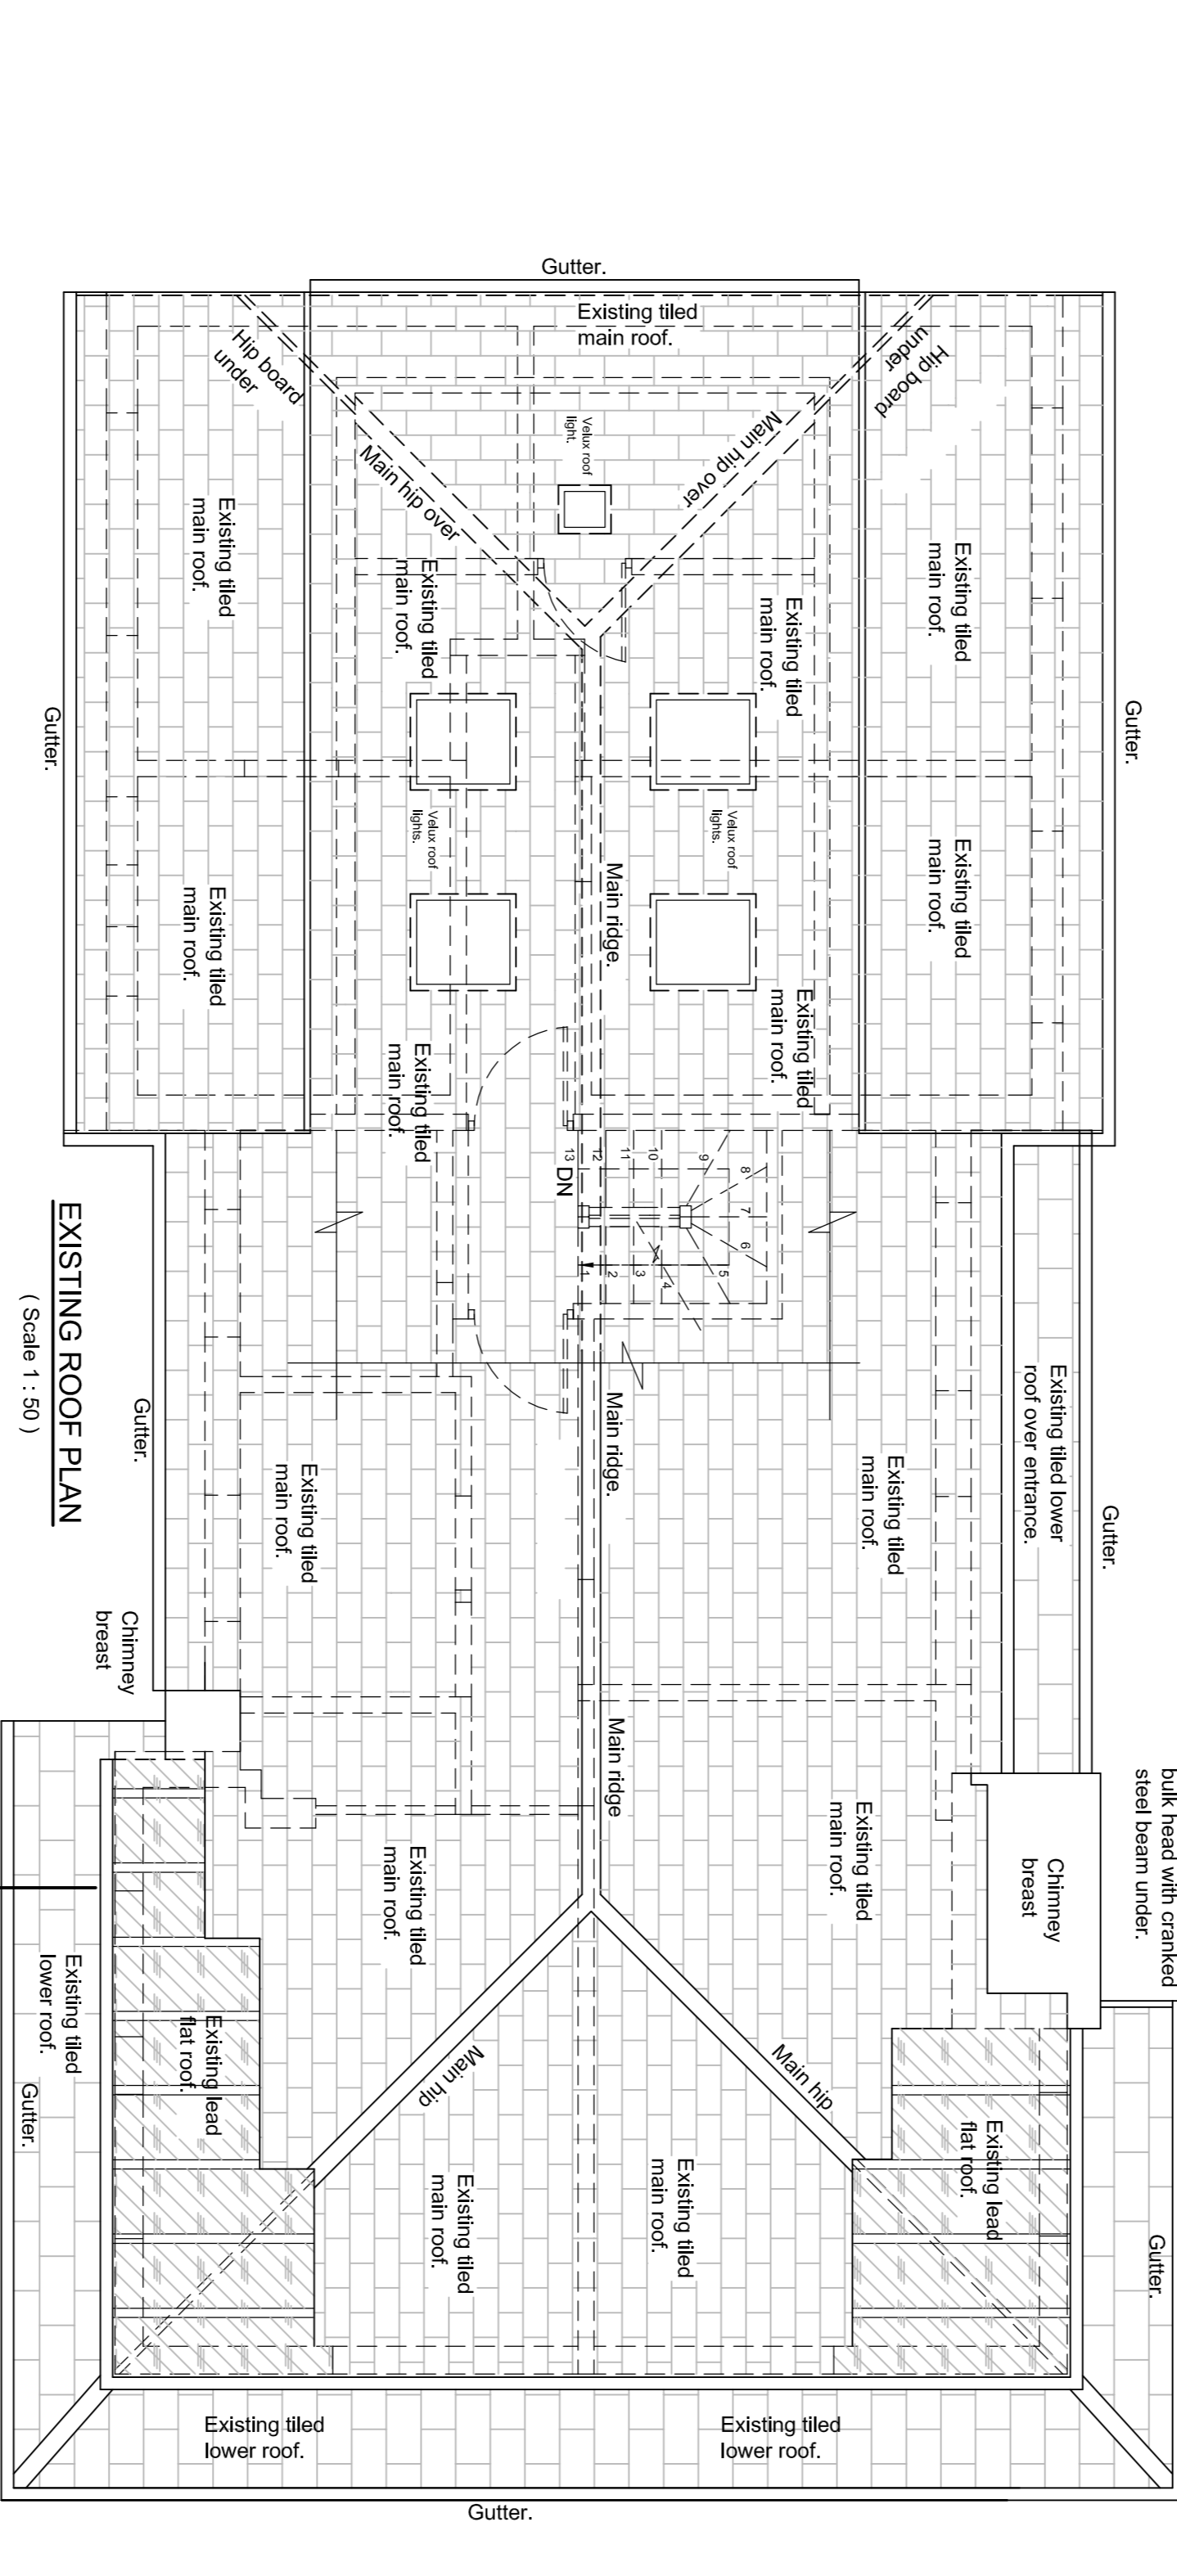 Gutter.
Existing tiled
main roof.
Hip board
under
Hip board
under
Velux roof
light.
Main hip over
Main hip over
Existing tiled
main roof.
Existing tiled
main roof.
Existing tiled
main roof.
Existing tiled
main roof.
Gutter.
Gutter.
Velux roof
lights.
Velux roof
lights.
Main ridge.
Existing tiled
main roof.
Existing tiled
main roof.
Existing tiled
main roof.
Existing tiled
main roof.
13
12
11
10
9
8
7
6
5
4
3
2
1
DN
EXISTING ROOF PLAN
( Scale 1 : 50 )
Gutter.
Main ridge.
Existing tiled
main roof.
Existing tiled
main roof.
Existing tiled lower
roof over entrance.
Gutter.
Chimney
breast
Main ridge
Existing tiled
main roof.
Existing tiled
main roof.
Chimney
breast
bulk head with cranked
steel beam under.
Existing tiled
lower roof.
Gutter.
Existing lead
flat roof.
Main hip
Main hip
Existing tiled
main roof.
Existing tiled
main roof.
Existing lead
flat roof.
Gutter.
Existing tiled
lower roof.
Existing tiled
lower roof.
Gutter.